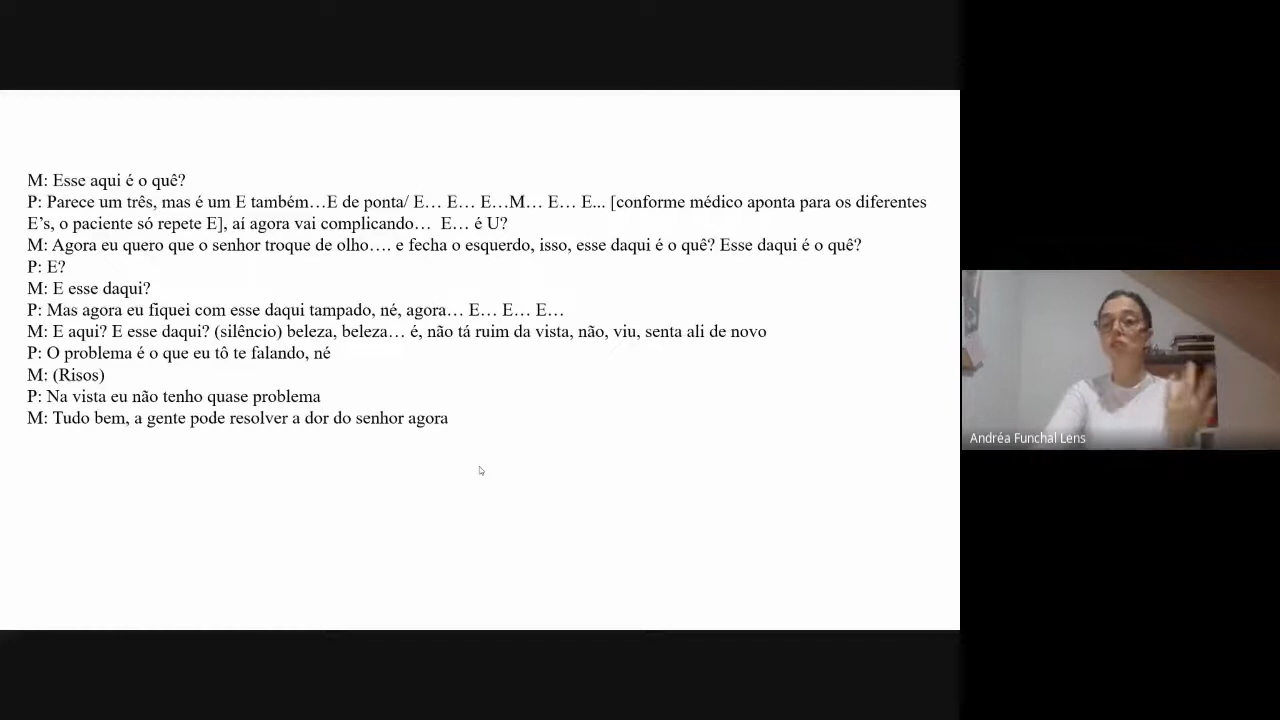 M: Esse aqui é o quê?
P: Parece um três, mas é um E também…E de ponta/ E… E… E…M… E… E... [conforme médico aponta para os diferentes
E’s, o paciente só repete E], aí agora vai complicando… E… é U?
M: Agora eu quero que o senhor troque de olho…. e fecha o esquerdo, isso, esse daqui é o quê? Esse daqui é o quê?
P: E?
M: E esse daqui?
P: Mas agora eu fiquei com esse daqui tampado, né, agora… E… E… E…
M: E aqui? E esse daqui? (silêncio) beleza, beleza… é, não tá ruim da vista, não, viu, senta ali de novo
P: O problema é o que eu tô te falando, né
M: (Risos)
P: Na vista eu não tenho quase problema
M: Tudo bem, a gente pode resolver a dor do senhor agora
Andréa Funchal Lens